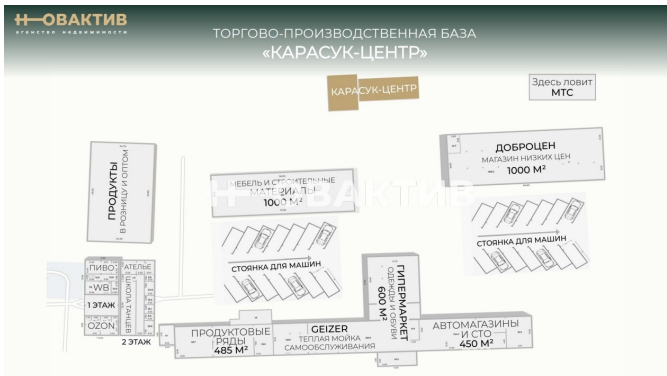 Н—ОВАКТИВ
агенство недвижимости
ТОРГОВО-ПРОИЗВОДСТВЕННАЯ БАЗА
«КАРАСУК-ЦЕНТР»
КАРАСУК-ЦЕНТР
Здесь ловит
МТС
ПРОДУКТЫ
В РОЗНИЦУ И ОПТОМ
МЕБЕЛЬ И СТРОИТЕЛЬНЫЕ
МАТЕРИАЛЫ
1000 М²
ДОБРОЦЕН
МАГАЗИН НИЗКИХ ЦЕН
1000 М²
Н—ОВАКТИВ
СТОЯНКА ДЛЯ МАШИН
СТОЯНКА ДЛЯ МАШИН
ПИВО
WB
1 ЭТАЖ
OZON
АТЕЛЬЕ
ШКОЛА ТАНЦЕВ
2 ЭТАЖ
ПРОДУКТОВЫЕ
РЯДЫ
485 М²
GEIZER
ТЕПЛАЯ МОЙКА
САМООБСЛУЖИВАНИЯ
ГИПЕРМАРКЕТ
ОДЕЖДЫ И ОБУВИ
600 М²
АВТОМАГАЗИНЫ
И СТО
450 М²